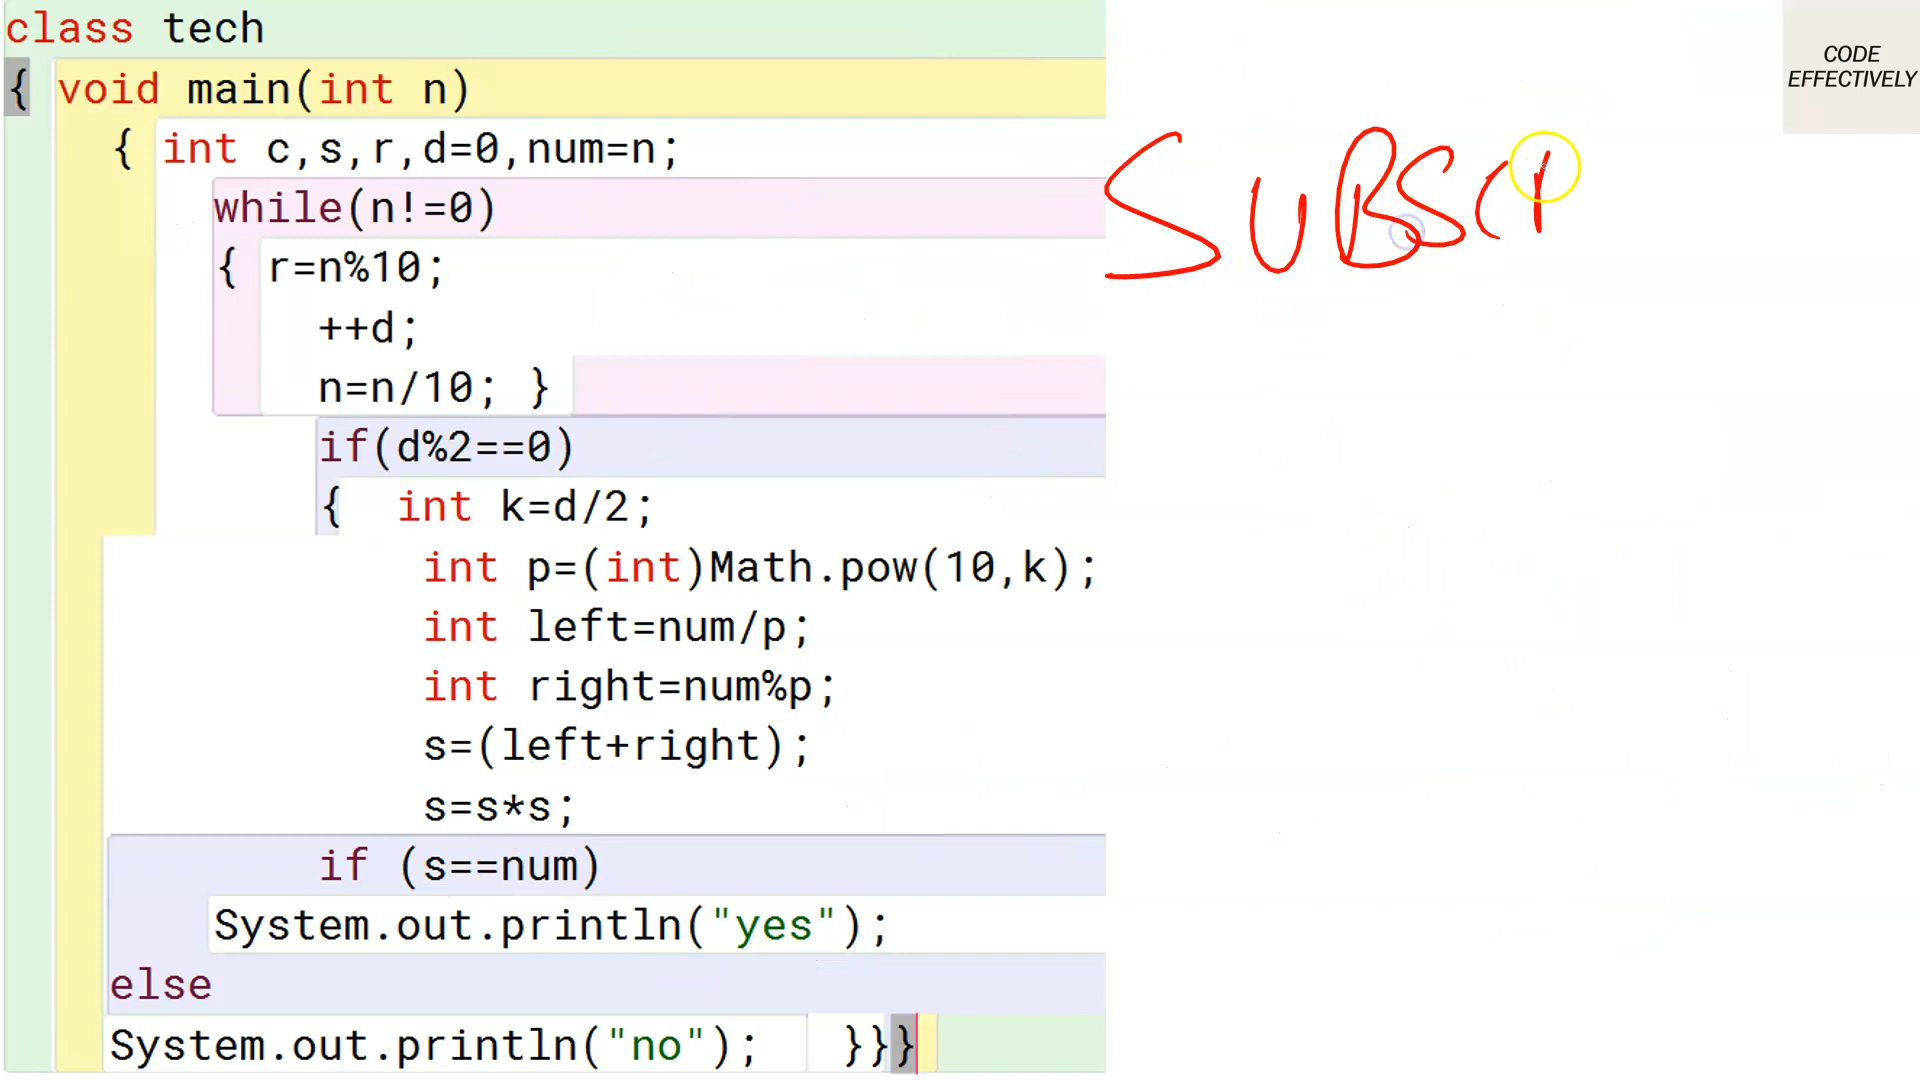 class tech
{ void main(int n)
{ int c,s,r,d=0,num=n;
while(n!=0)
{ r=n%10;
++d;
n=n/10; }
if(d%2==0)
{ int k=d/2;
int p=(int)Math.pow(10,k);
int left=num/p;
int right=num%p;
s=(left+right);
s=s*s;
if (s==num)
System.out.println("yes");
else
System.out.println("no"); }}}
CODE
EFFECTIVELY